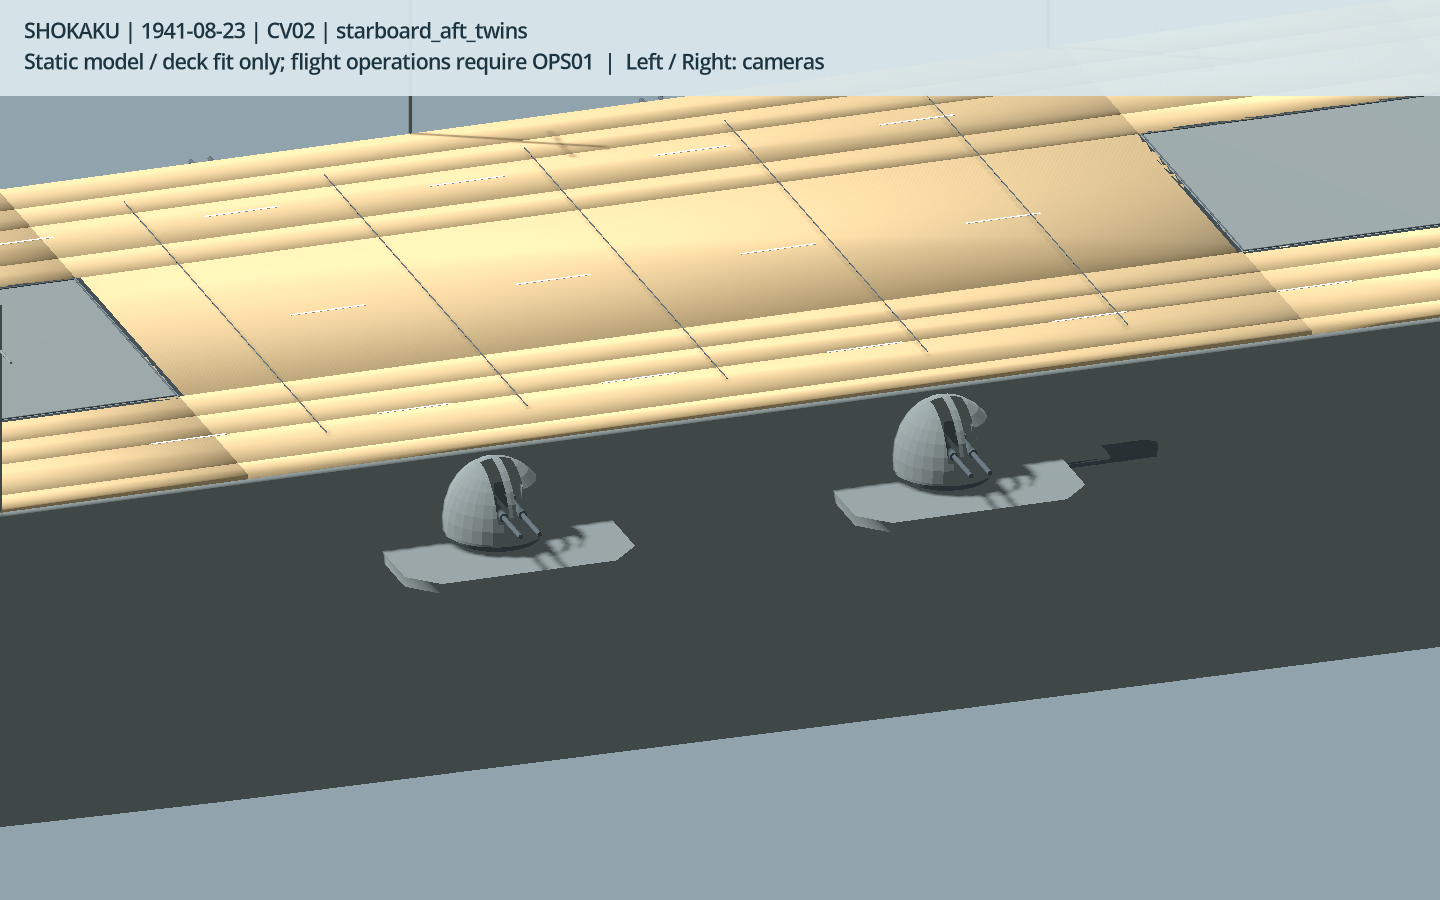 SHOKAKU | 1941-08-23 | CV02 | starboard_aft_twins
Static model / deck fit only; flight operations require OPS01 | Left / Right: cameras